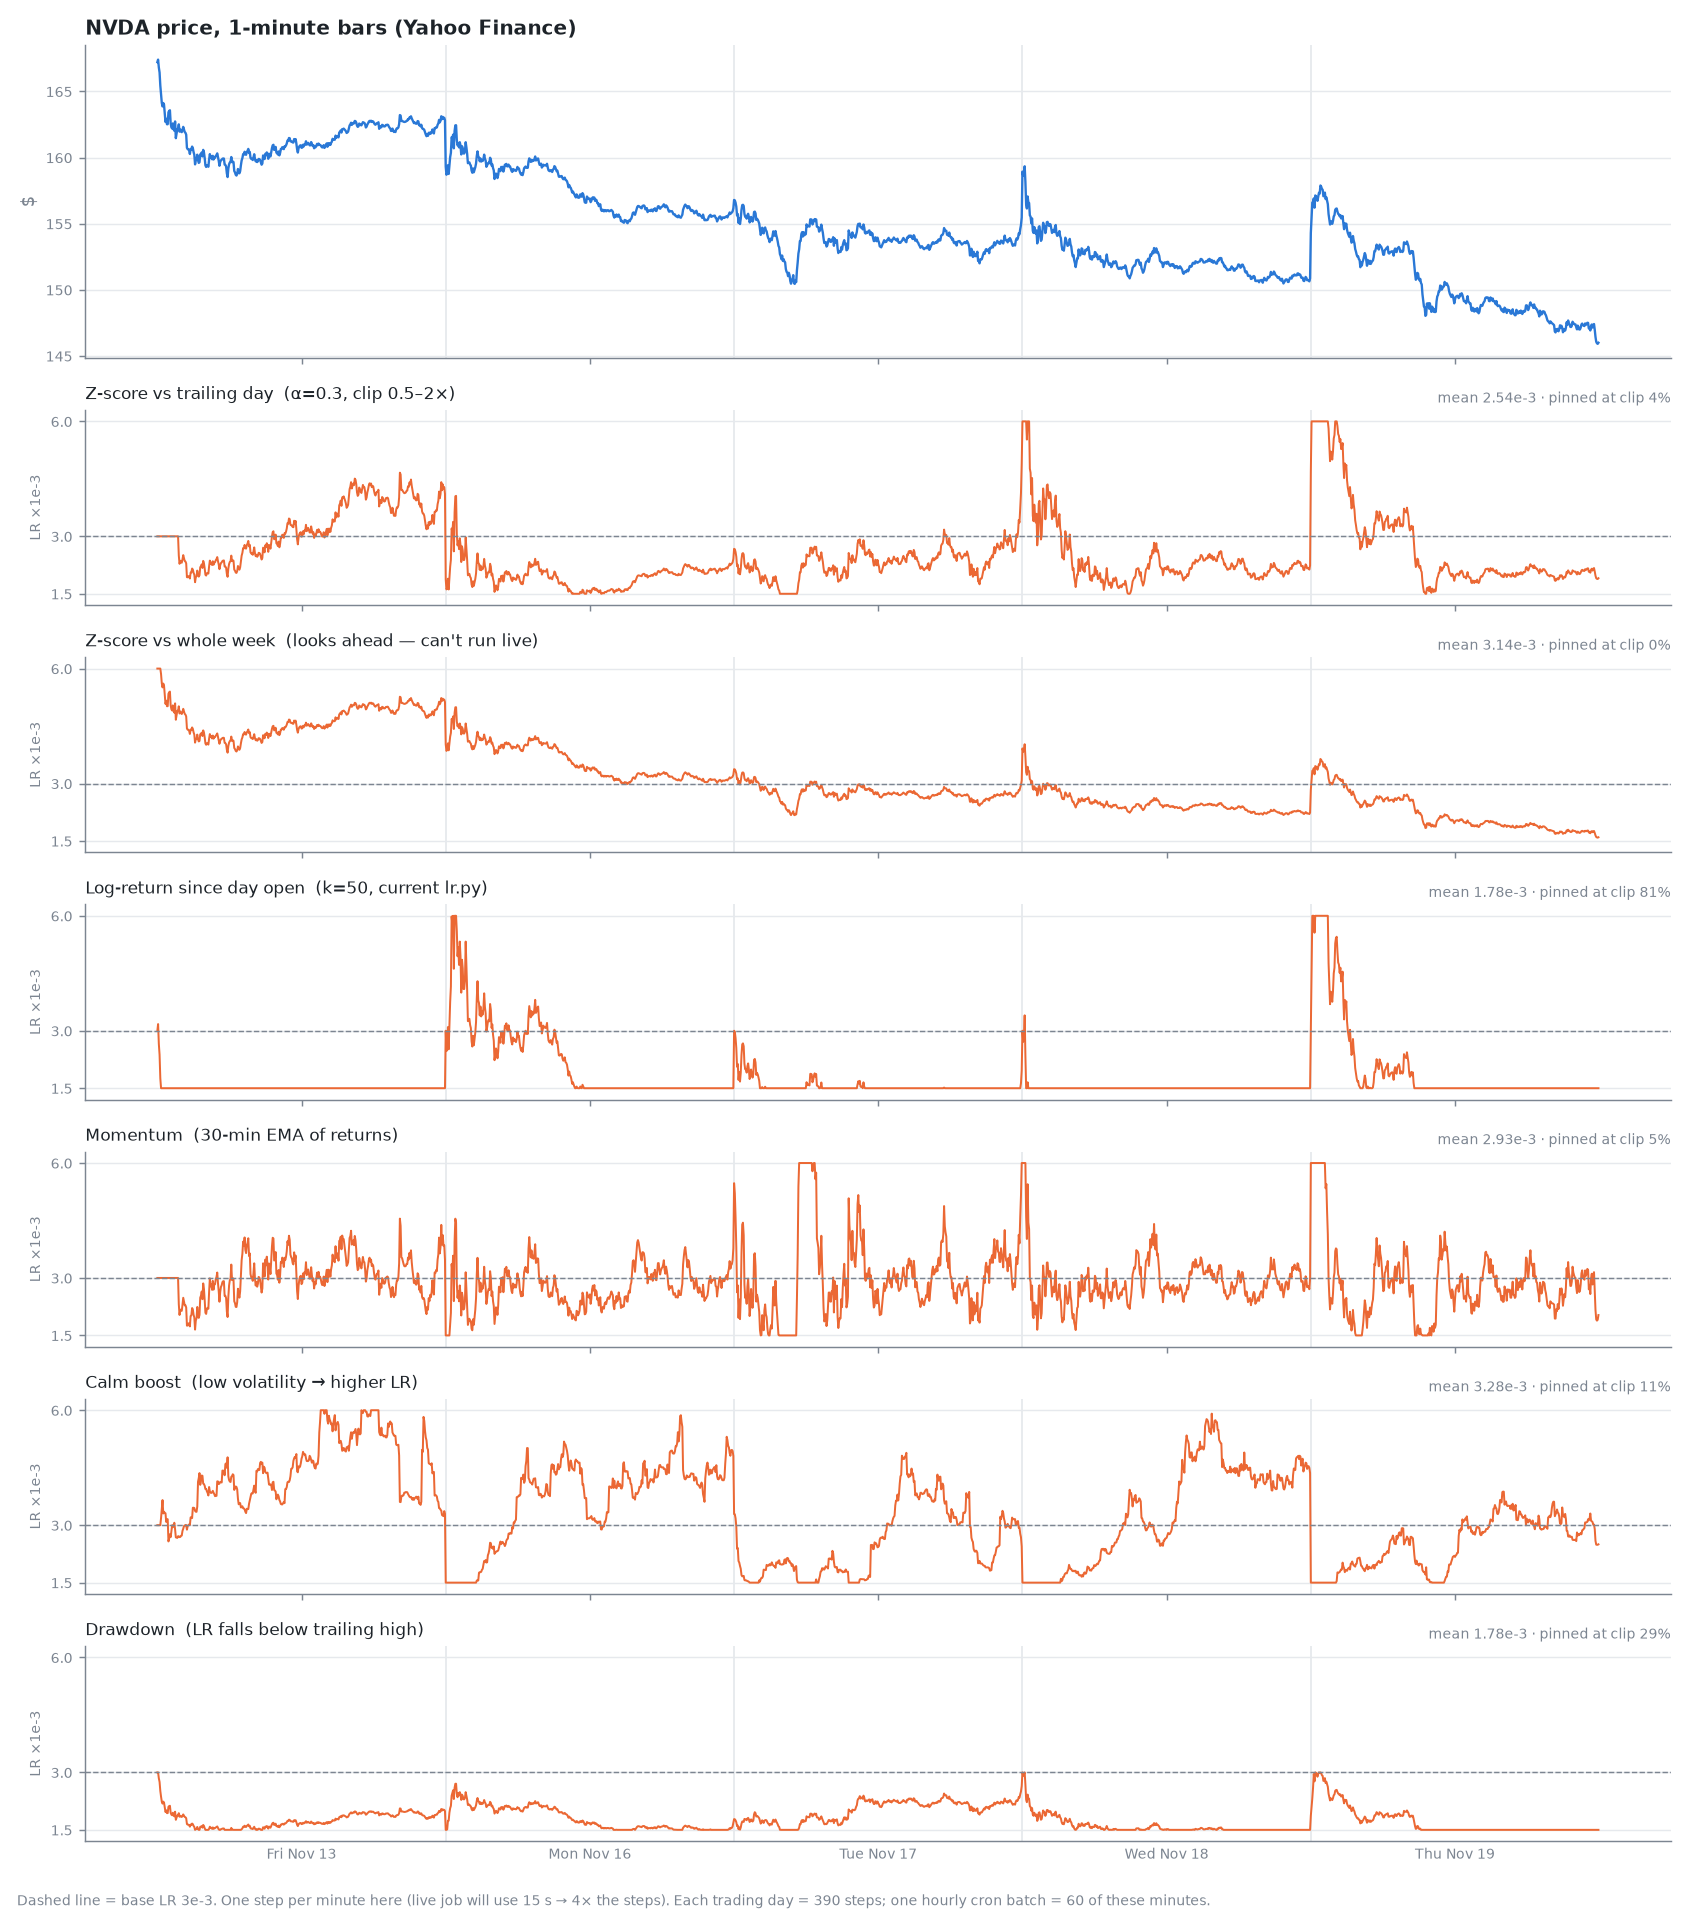 NVDA price, 1-minute bars (Yahoo Finance)
165
160
155
150
145
$
Z-score vs trailing day (α=0.3, clip 0.5–2×)
mean 2.54e-3 · pinned at clip 4%
6.0
3.0
1.5
LR ×1e-3
Z-score vs whole week (looks ahead — can't run live)
mean 3.14e-3 · pinned at clip 0%
6.0
3.0
1.5
LR ×1e-3
Log-return since day open (k=50, current lr.py)
mean 1.78e-3 · pinned at clip 81%
6.0
3.0
1.5
LR ×1e-3
Momentum (30-min EMA of returns)
mean 2.93e-3 · pinned at clip 5%
6.0
3.0
1.5
LR ×1e-3
Calm boost (low volatility → higher LR)
mean 3.28e-3 · pinned at clip 11%
6.0
3.0
1.5
LR ×1e-3
Drawdown (LR falls below trailing high)
mean 1.78e-3 · pinned at clip 29%
6.0
3.0
1.5
LR ×1e-3
Fri Nov 13
Mon Nov 16
Tue Nov 17
Wed Nov 18
Thu Nov 19
Dashed line = base LR 3e-3. One step per minute here (live job will use 15 s → 4× the steps). Each trading day = 390 steps; one hourly cron batch = 60 of these minutes.